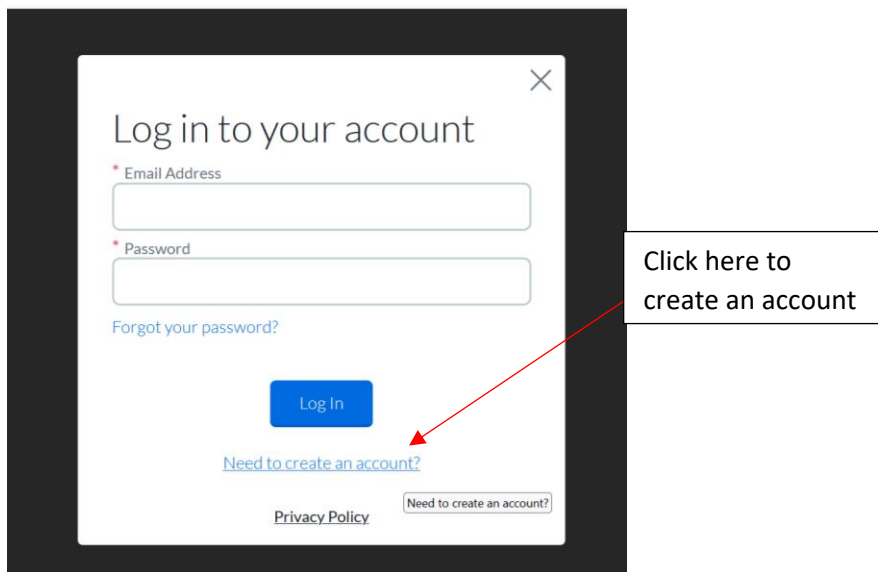 Log in to your account
* Email Address
* Password
Click here to
create an account
Forgot your password?
Log In
Need to create an account?
Need to create an account?
Privacy Policy